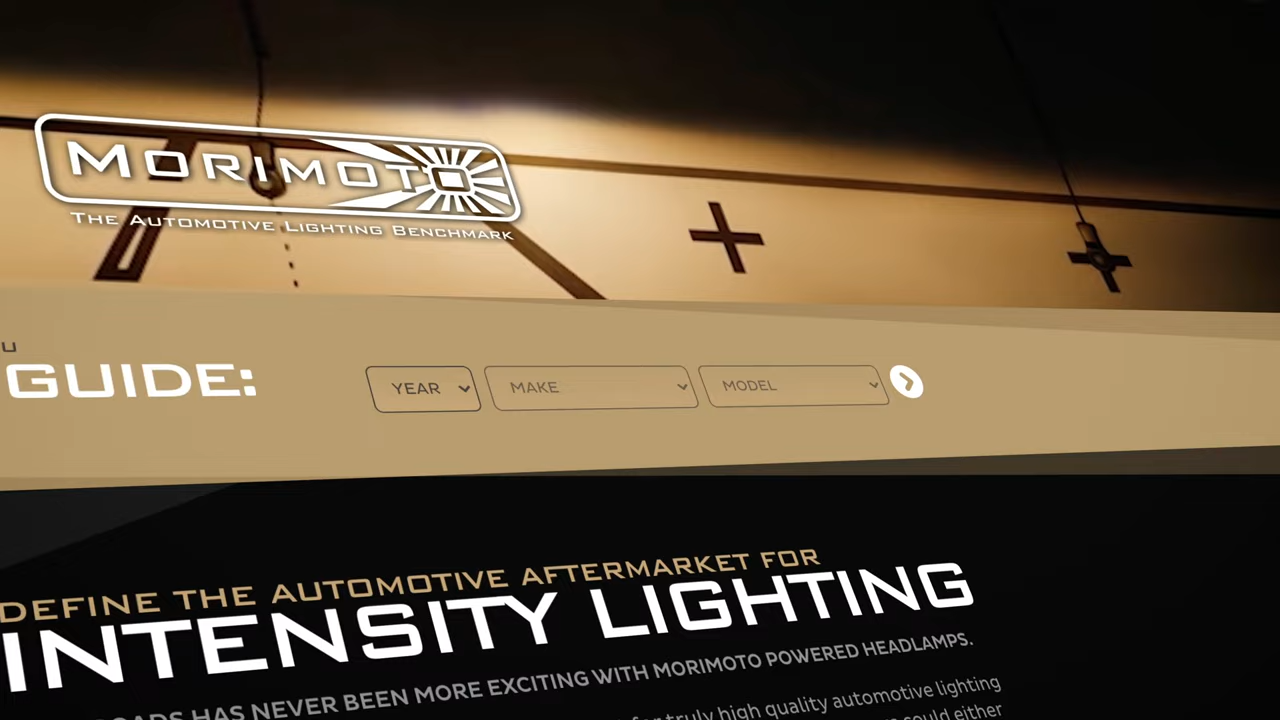 MORIMOTO
THE AUTOMOTIVE LIGHTING BENCHMARK
U
GUIDE:
YEAR
MAKE
MODEL
DEFINE THE AUTOMOTIVE AFTERMARKET FOR
INTENSITY LIGHTING
HAS NEVER BEEN MORE EXCITING WITH MORIMOTO POWERED HEADLAMPS.
for truly high quality automotive lighting
could either